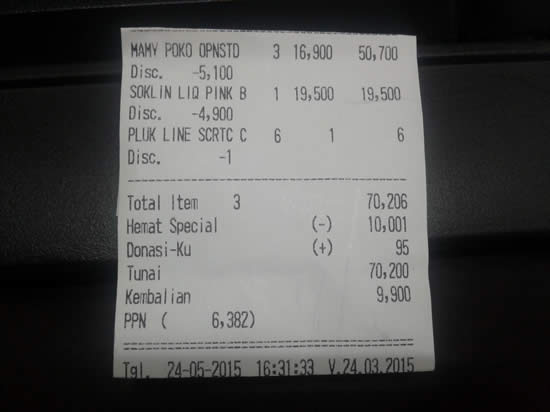 MAMY POKO OPNSTD 3 16,900 50,700
Disc. -5,100
SOKLIN LIQ PINK B 1 19,500 19,500
Disc. -4,900
PLUK LINE SCRTC C 6 1 6
Disc. -1
Total Item 3 70,206
Hemat Special (-) 10,001
Donasi-Ku (+) 95
Tunai 70,200
Kembalian 9,900
PPN ( 6,382)
Tgl. 24-05-2015 16:31:33 V.24.03.2015